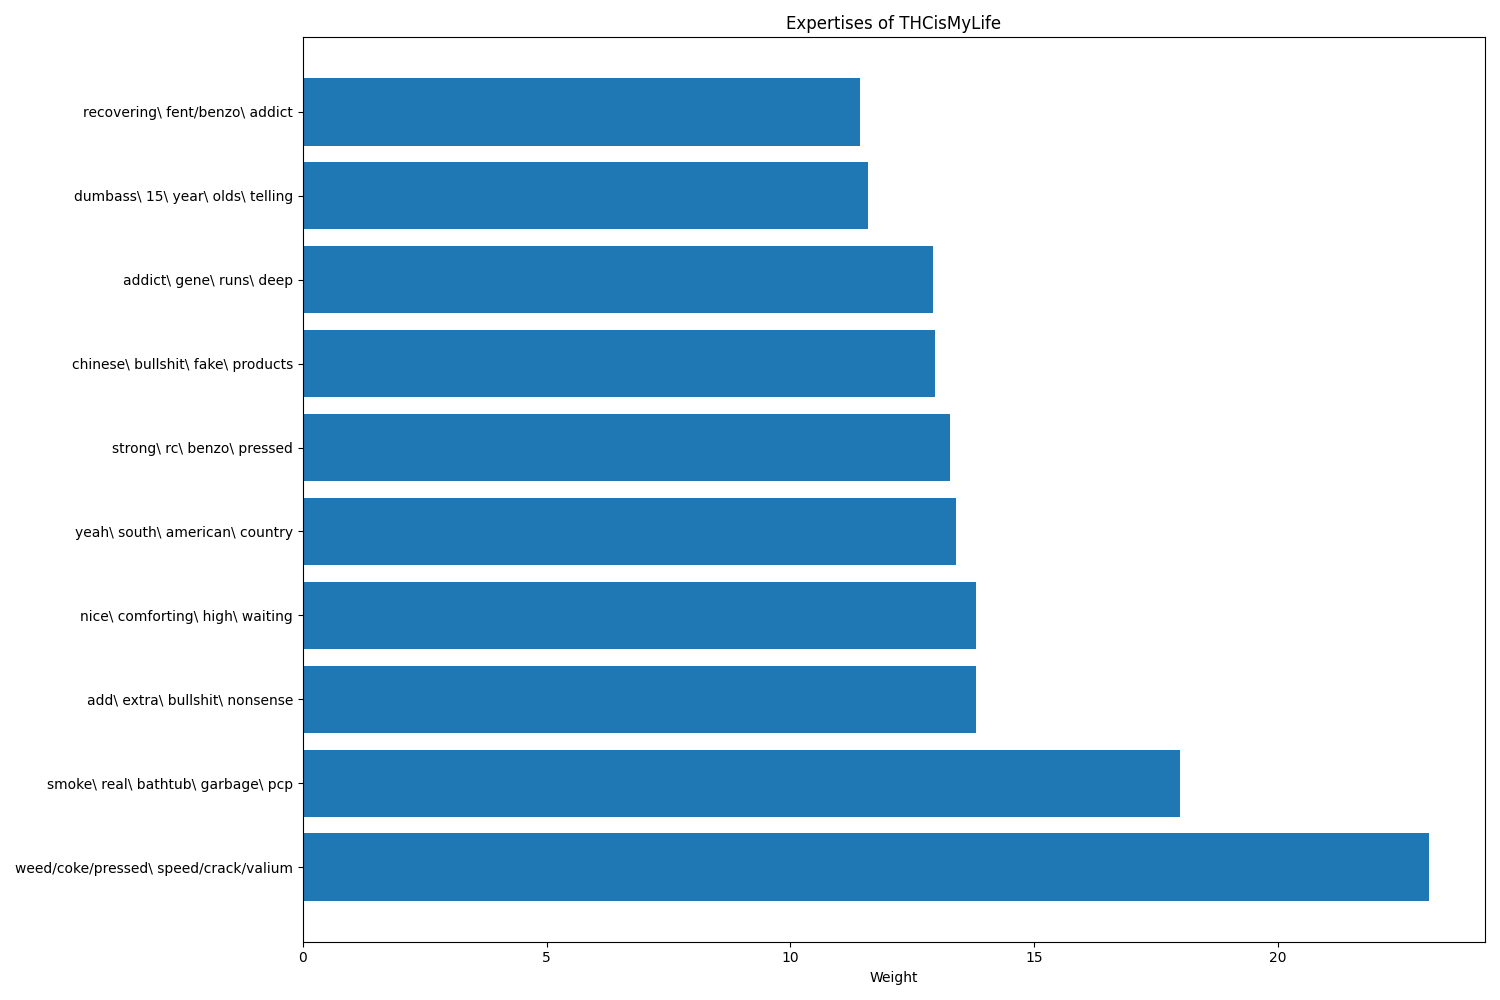 Expertises of THCisMyLife
recovering\ fent/benzo\ addict
dumbass\ 15\ year\ olds\ telling
addict\ gene\ runs\ deep
chinese\ bullshit\ fake\ products
strong\ rc\ benzo\ pressed
yeah\ south\ american\ country
nice\ comforting\ high\ waiting
add\ extra\ bullshit\ nonsense
smoke\ real\ bathtub\ garbage\ pcp
weed/coke/pressed\ speed/crack/valium
0 5 10 15 20
Weight